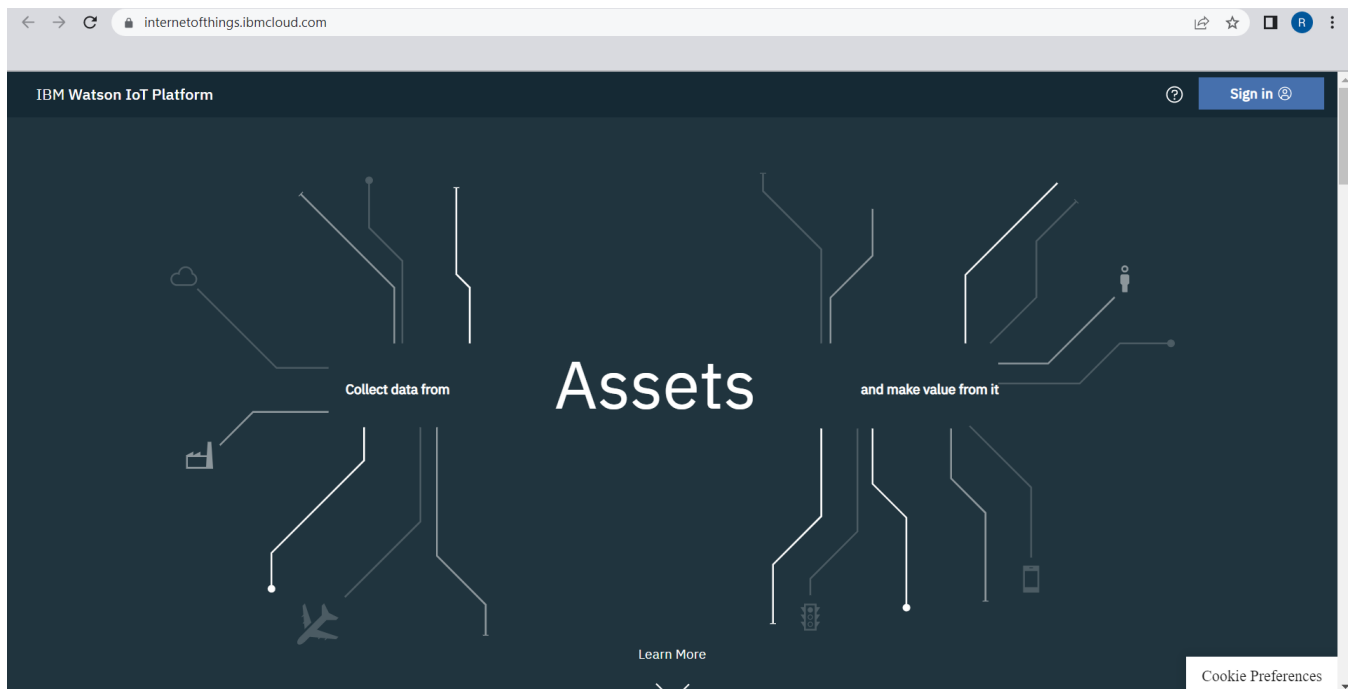 internetofthings.ibmcloud.com
R
IBM Watson IoT Platform
?
Sign in
Collect data from
Assets
and make value from it
Learn More
Cookie Preferences